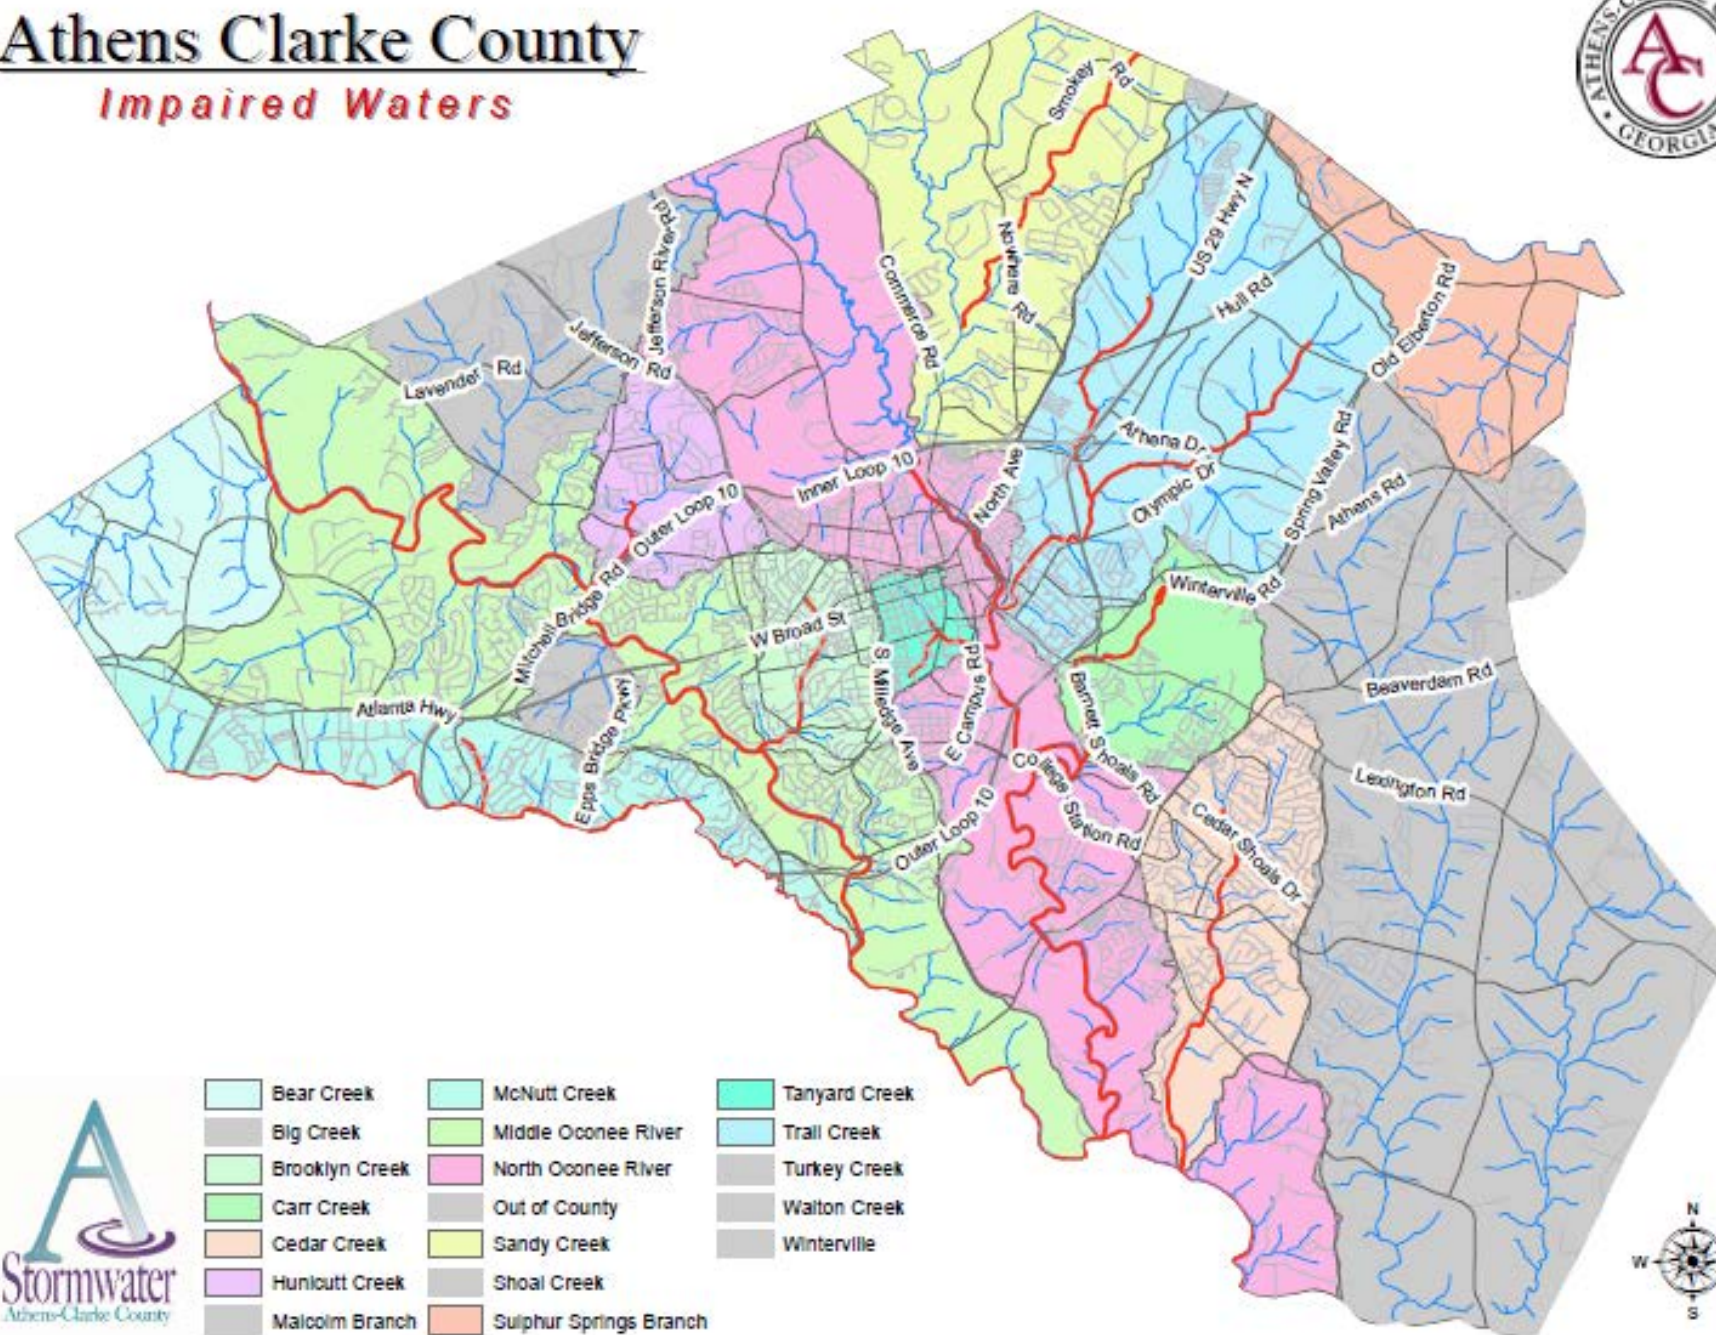 Athens Clarke County
Impaired Waters
ATHENS-C
GEORGIA
AC
Smokey Rd
Nowhere Rd
US 29 Hwy N
Hull Rd
Jefferson River Rd
Commerce Rd
Old Elberton Rd
Jefferson Rd
Lavender Rd
Athena Dr
Spring Valley Rd
Inner Loop 10
North Ave
Olympic Dr
Athens Rd
Outer Loop 10
Winterville Rd
Mitchell Bridge Rd
W Broad St
S Milledge Ave
E Campus Rd
Barnett Shoals Rd
Beaverdam Rd
Atlanta Hwy
Epps Bridge Pkwy
College Station Rd
Lexington Rd
Outer Loop 10
Cedar Shoals Dr
Bear Creek
Big Creek
Brooklyn Creek
Carr Creek
Cedar Creek
Hunicutt Creek
Malcolm Branch
McNutt Creek
Middle Oconee River
North Oconee River
Out of County
Sandy Creek
Shoal Creek
Sulphur Springs Branch
Tanyard Creek
Trail Creek
Turkey Creek
Walton Creek
Winterville
A
Stormwater
Athens-Clarke County
N
W
S